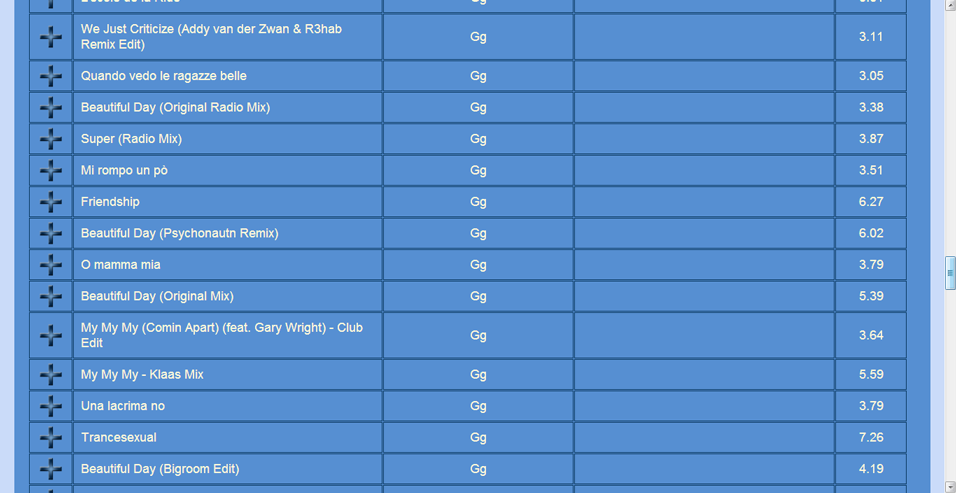 We Just Criticize (Addy van der Zwan & R3hab
Remix Edit) Gg 3.11
Quando vedo le ragazze belle Gg 3.05
Beautiful Day (Original Radio Mix) Gg 3.38
Super (Radio Mix) Gg 3.87
Mi rompo un pò Gg 3.51
Friendship Gg 6.27
Beautiful Day (Psychonautn Remix) Gg 6.02
O mamma mia Gg 3.79
Beautiful Day (Original Mix) Gg 5.39
My My My (Comin Apart) (feat. Gary Wright) - Club
Edit Gg 3.64
My My My - Klaas Mix Gg 5.59
Una lacrima no Gg 3.79
Trancesexual Gg 7.26
Beautiful Day (Bigroom Edit) Gg 4.19